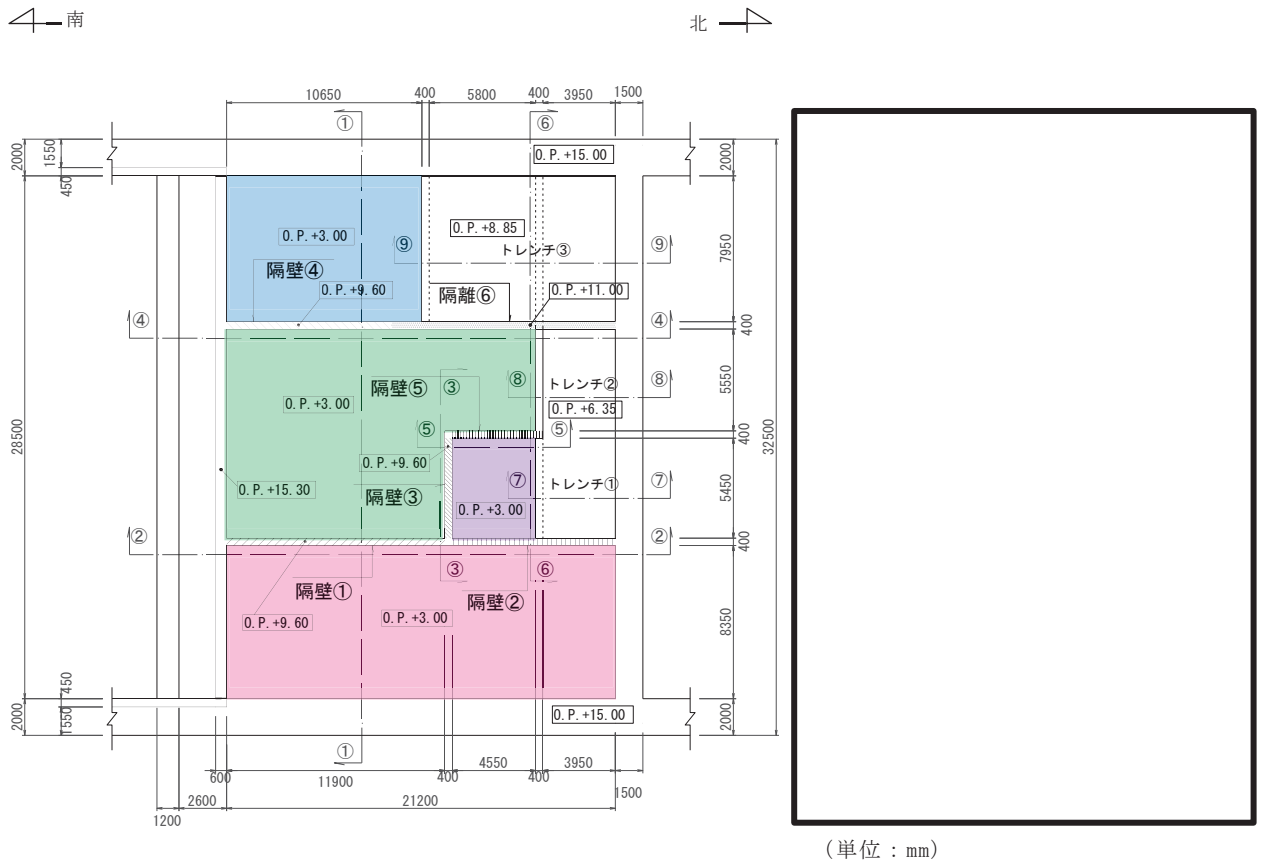 南
北
10650
400
5800
400
3950
1500
①
⑥
2000
1550
450
O.P.+15.00
2000
O.P.+3.00
⑨
O.P.+8.85
トレンチ③
⑨
7950
隔壁④
O.P.+9.60
隔離⑥
O.P.+11.00
④
④
400
隔壁⑤
③
⑧
トレンチ②
⑧
5550
O.P.+3.00
O.P.+6.35
28500
⑤
⑤
400
32500
O.P.+9.60
O.P.+15.30
隔壁③
⑦
トレンチ①
⑦
5450
O.P.+3.00
②
②
400
③
⑥
隔壁①
隔壁②
O.P.+9.60
O.P.+3.00
8350
450
2000
1550
O.P.+15.00
2000
①
600
11900
400
4550
400
3950
1500
2600
21200
1200
(単位:mm)